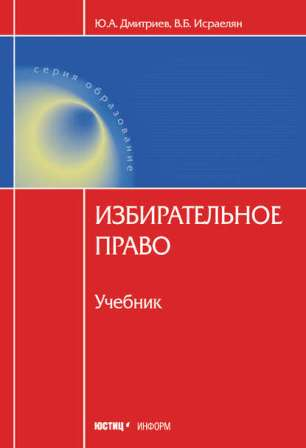 Ю.А. Дмитриев, В.Б. Исраелян
серия образование
ИЗБИРАТЕЛЬНОЕ
ПРАВО
Учебник
ЮСТИЦ ИНФОРМ